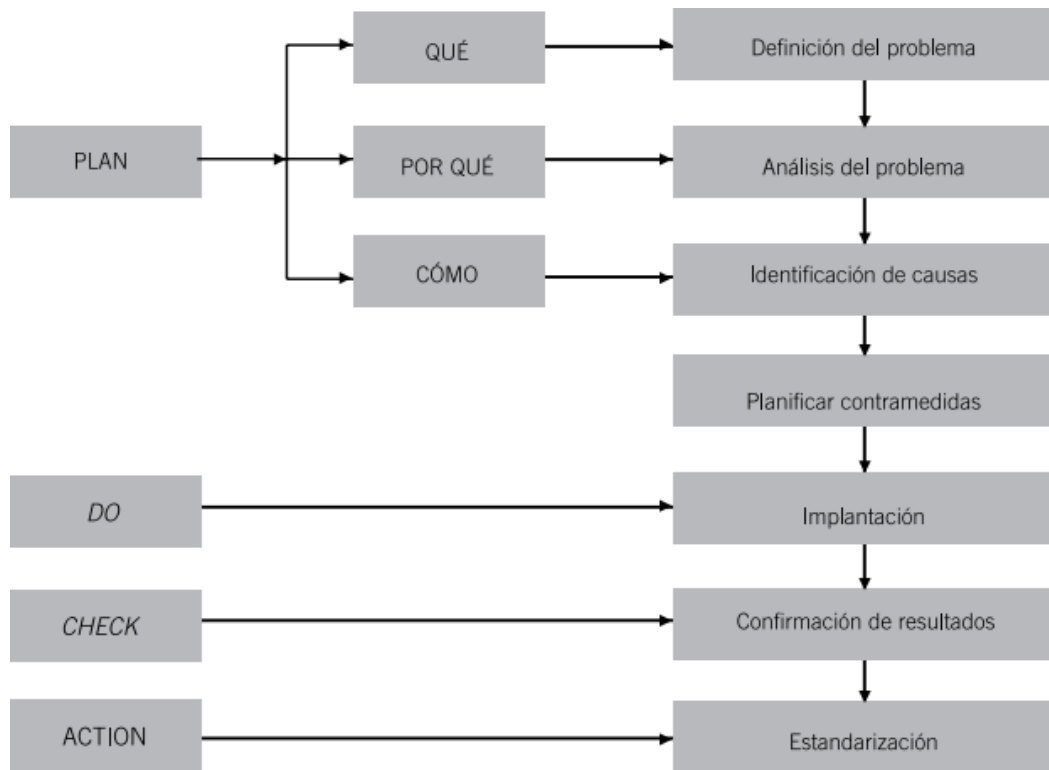 QUÉ
Definición del problema
PLAN
POR QUÉ
Análisis del problema
CÓMO
Identificación de causas
Planificar contramedidas
DO
Implantación
CHECK
Confirmación de resultados
ACTION
Estandarización